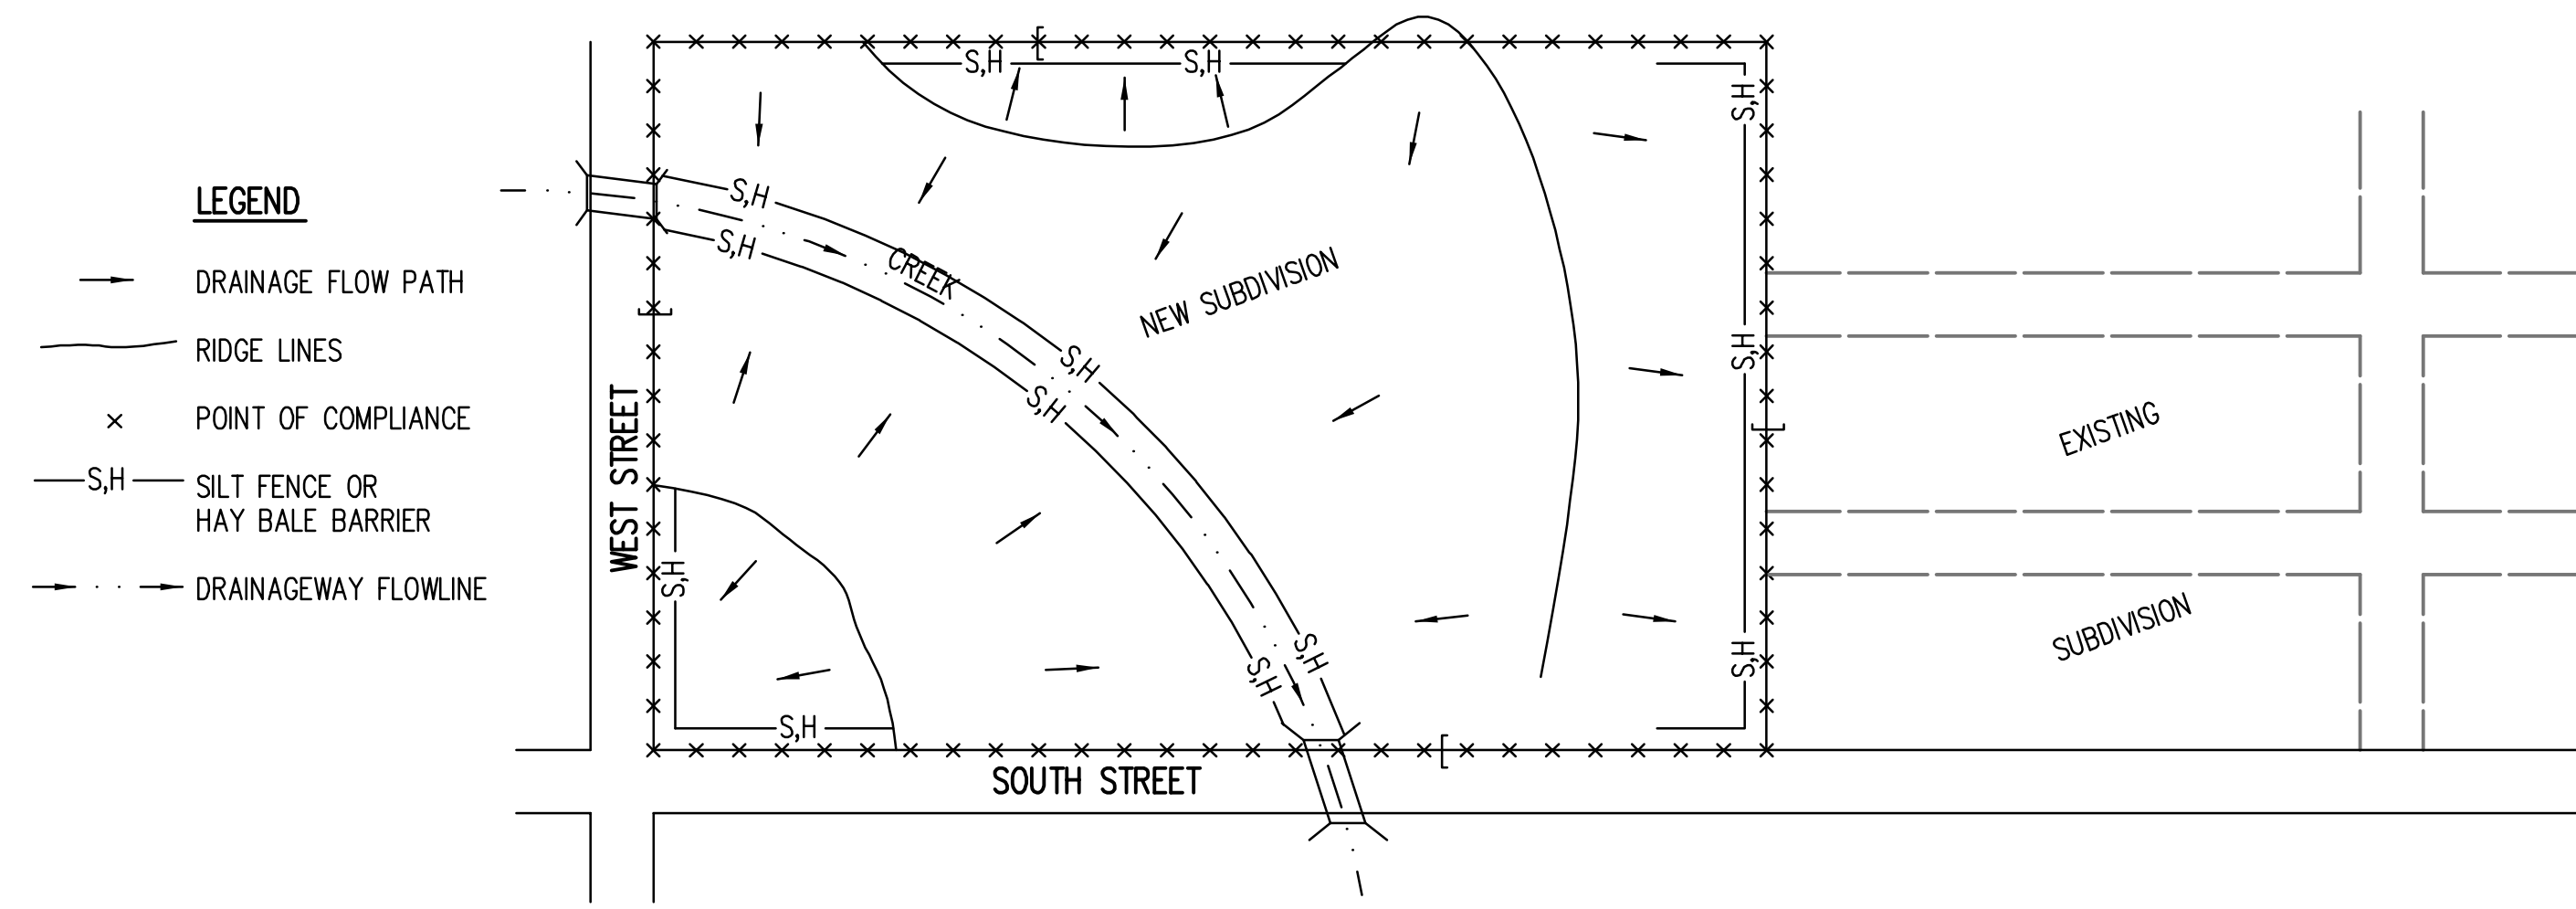 LEGEND
DRAINAGE FLOW PATH
RIDGE LINES
POINT OF COMPLIANCE
S,H
SILT FENCE OR
HAY BALE BARRIER
DRAINAGEWAY FLOWLINE
S,H
S,H
S,H
S,H
S,H
CREEK
NEW SUBDIVISION
S,H
S,H
S,H
WEST STREET
EXISTING
S,H
S,H
S,H
S,H
SUBDIVISION
S,H
SOUTH STREET